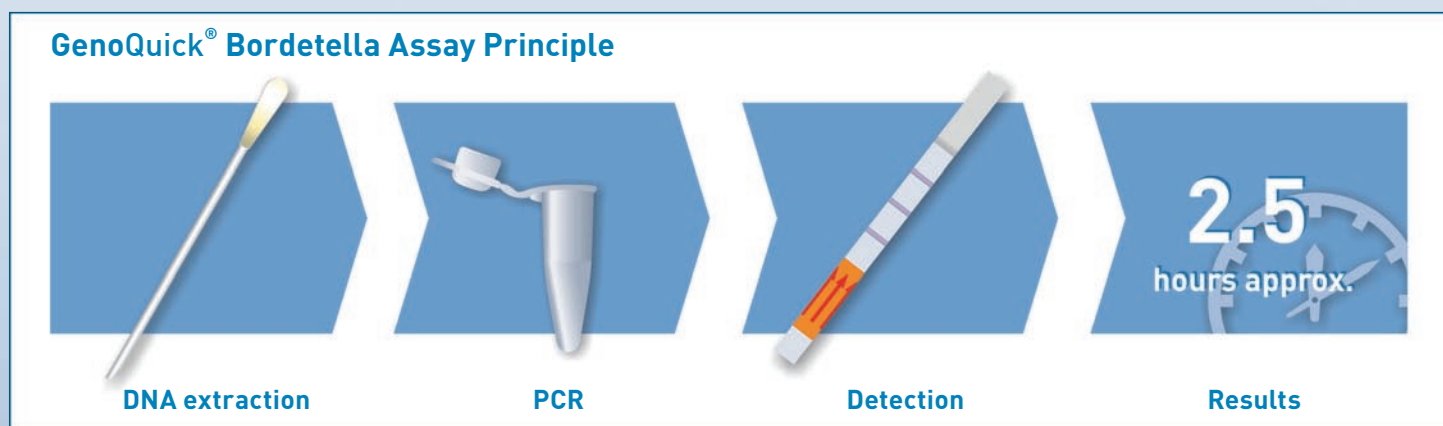 GenoQuick® Bordetella Assay Principle
2.5
hours approx.
DNA extraction
PCR
Detection
Results